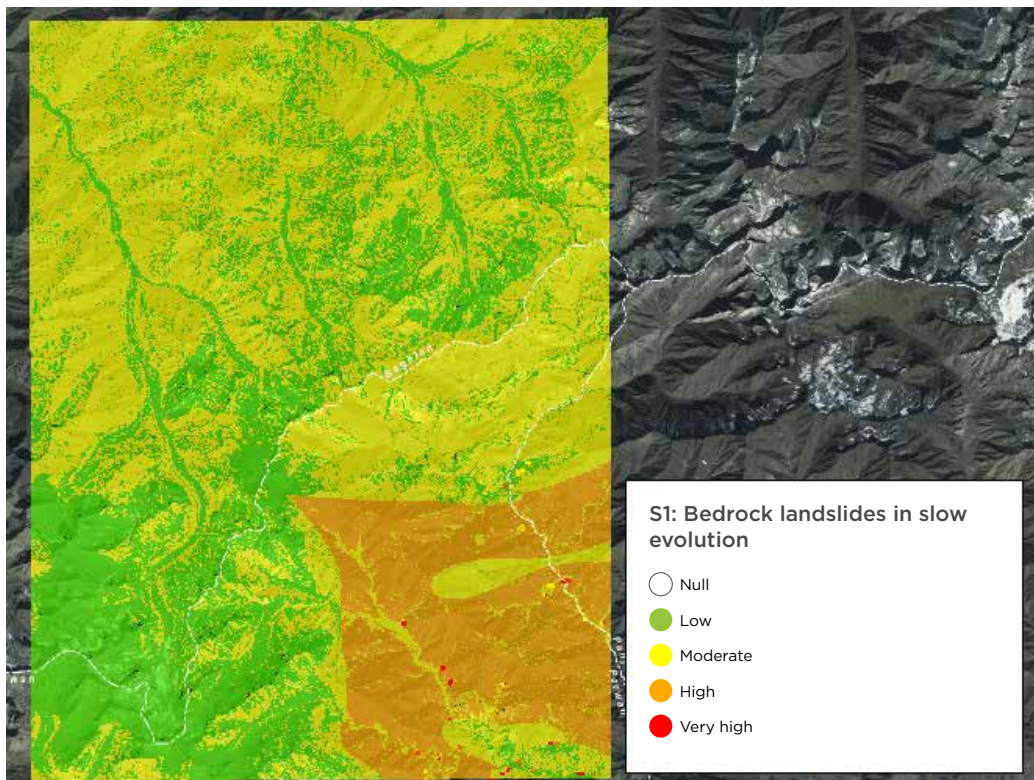 S1: Bedrock landslides in slow
evolution
Null
Low
Moderate
High
Very high